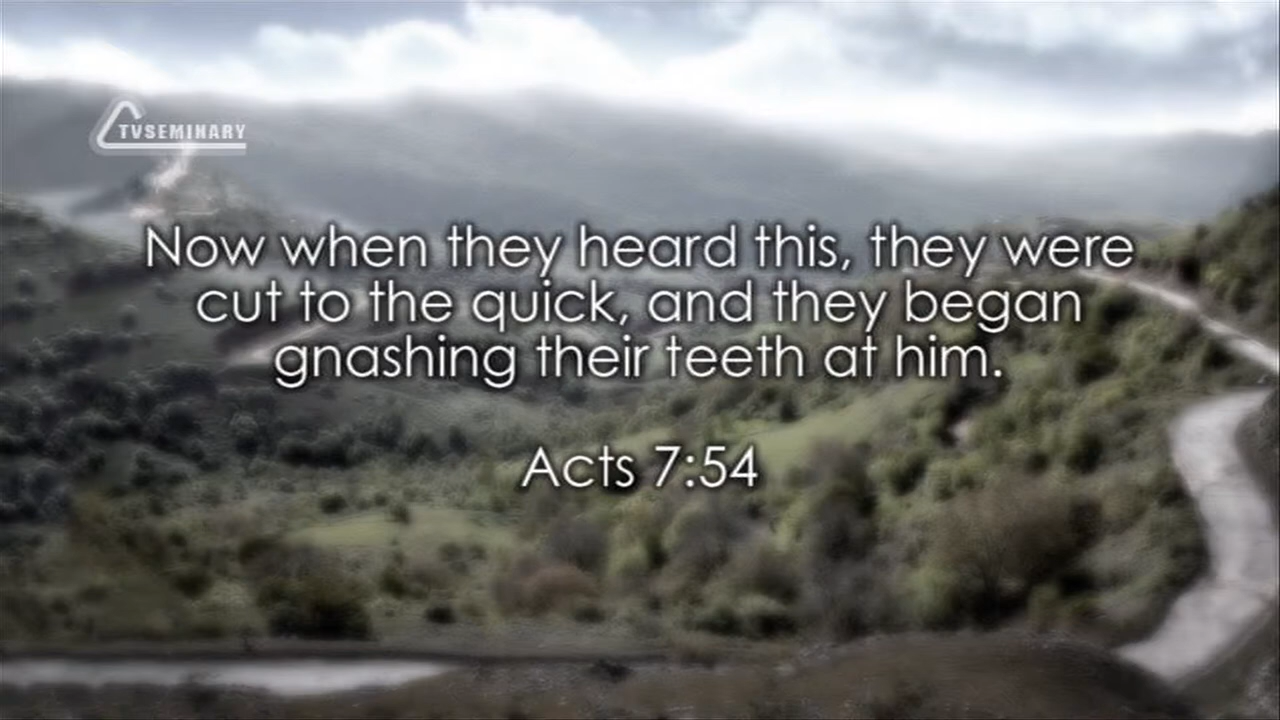 TVSEMINARY
Now when they heard this, they were
cut to the quick, and they began
gnashing their teeth at him.
Acts 7:54